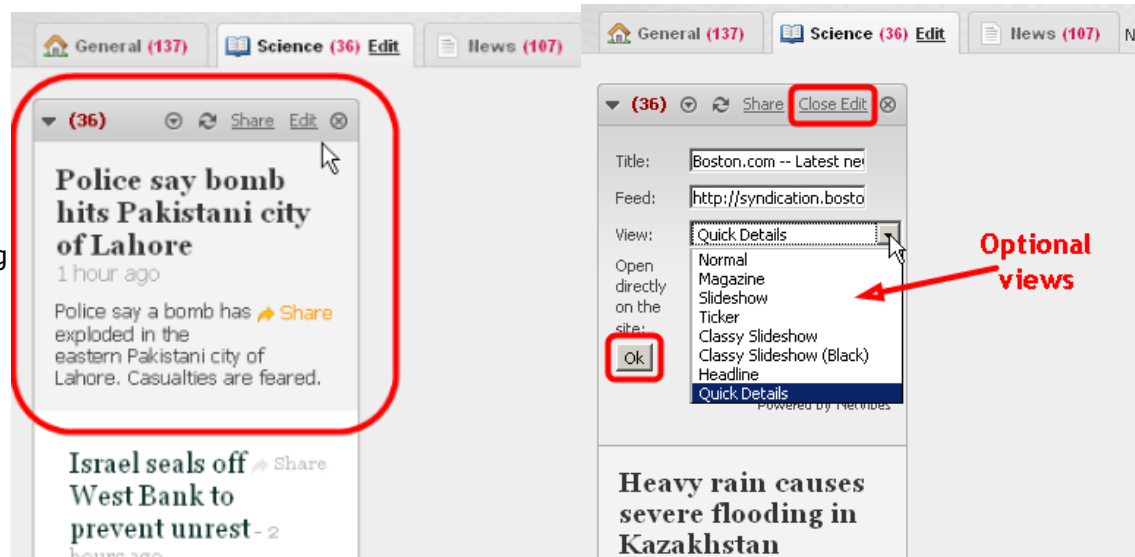 General (137)
Science (36) Edit
News (107)
(36)
Share
Edit
Police say bomb
hits Pakistani city
of Lahore
1 hour ago
Police say a bomb has
Share
exploded in the
eastern Pakistani city of
Lahore. Casualties are feared.
Israel seals off
Share
West Bank to
prevent unrest - 2
hours ago
g
General (137)
Science (36) Edit
News (107)
N
(36)
Share
Close Edit
Title:
Boston.com -- Latest ne
Feed:
http://syndication.bosto
View:
Quick Details
Open
directly
on the
site:
Ok
Normal
Magazine
Slideshow
Ticker
Classy Slideshow
Classy Slideshow (Black)
Headline
Quick Details
Powered by Netvibes
Optional
views
Heavy rain causes
severe flooding in
Kazakhstan